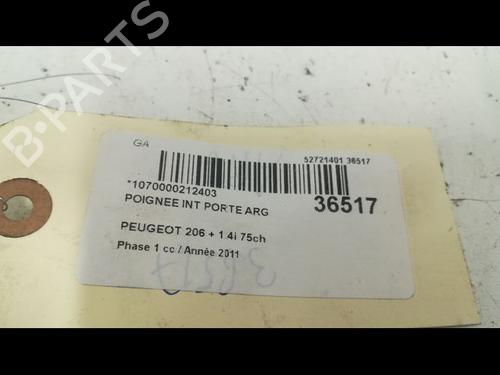 B-PARTS
GA
52721401 36517
*1070000212403
36517
POIGNEE INT PORTE ARG
PEUGEOT 206 + 1.4i 75ch
Phase 1 cc / Année 2011